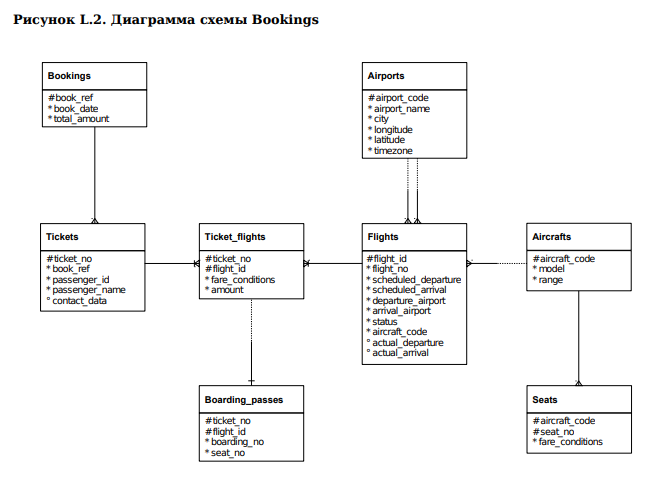 Рисунок L.2. Диаграмма схемы Bookings
Bookings
#book_ref
* book_date
* total_amount
Airports
#airport_code
* airport_name
* city
* longitude
* latitude
* timezone
Tickets
#ticket_no
* book_ref
* passenger_id
* passenger_name
° contact_data
Ticket_flights
#ticket_no
#flight_id
* fare_conditions
* amount
Flights
#flight_id
* flight_no
* scheduled_departure
* scheduled_arrival
* departure_airport
* arrival_airport
* status
* aircraft_code
° actual_departure
° actual_arrival
Aircrafts
#aircraft_code
* model
* range
Boarding_passes
#ticket_no
#flight_id
* boarding_no
* seat_no
Seats
#aircraft_code
#seat_no
* fare_conditions